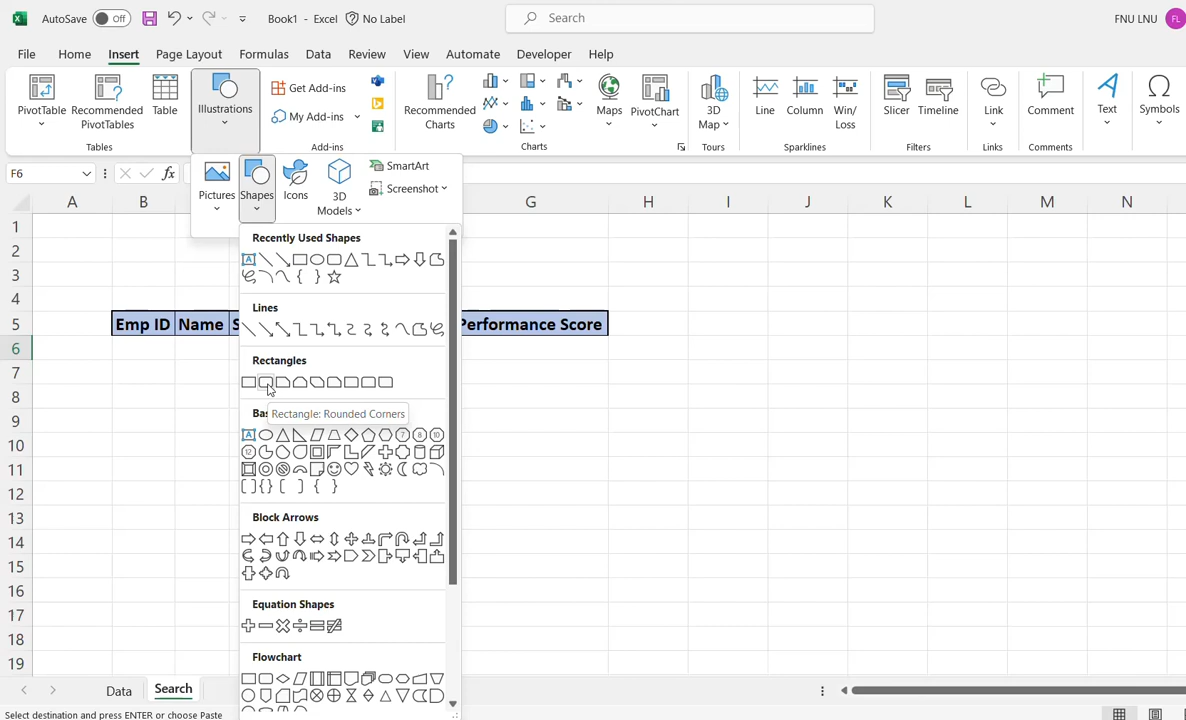 AutoSave Off Book1 - Excel No Label Search FNU LNU FL
File Home Insert Page Layout Formulas Data Review View Automate Developer Help
PivotTable Recommended PivotTables Table Illustrations Get Add-ins My Add-ins Recommended Charts Maps PivotChart 3D Map Line Column Win/Loss Slicer Timeline Link Comment Text Symbols
Tables Add-ins Charts Tours Sparklines Filters Links Comments
F6 fx
Pictures Shapes Icons 3D Models SmartArt Screenshot
A B G H I J K L M N
Recently Used Shapes
Lines
Rectangles
Rectangle: Rounded Corners
Bas
Block Arrows
Equation Shapes
Flowchart
1
2
3
4
5 Emp ID Name S Performance Score
6
7
8
9
10
11
12
13
14
15
16
17
18
19
Data Search
Select destination and press ENTER or choose Paste